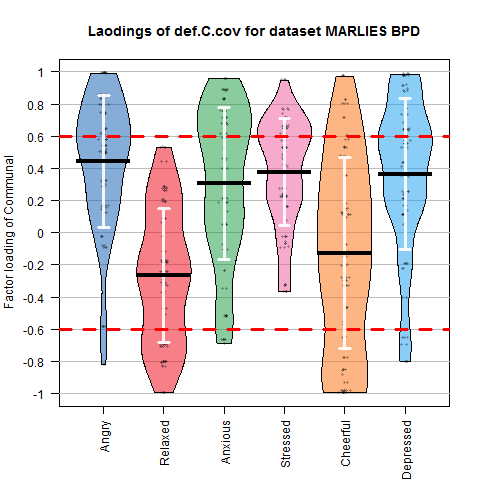 Laodings of def.C.cov for dataset MARLIES BPD
Factor loading of Communal
1
0.8
0.6
0.4
0.2
0
-0.2
-0.4
-0.6
-0.8
-1
Angry
Relaxed
Anxious
Stressed
Cheerful
Depressed